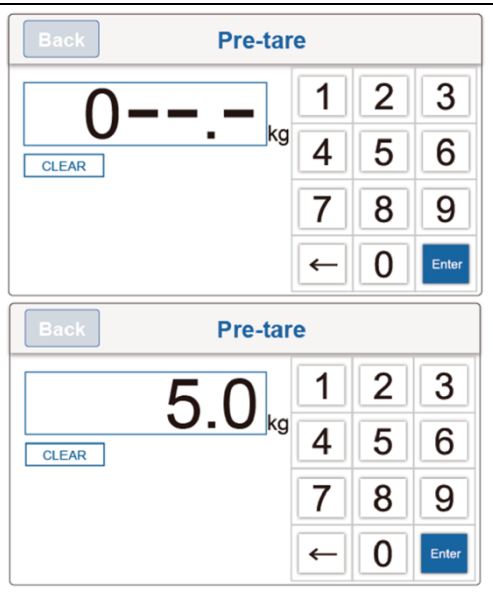 Back Pre-tare
1 2 3
0--.- kg
CLEAR
4 5 6
7 8 9
← 0 Enter
Back Pre-tare
1 2 3
5.0 kg
CLEAR
4 5 6
7 8 9
← 0 Enter